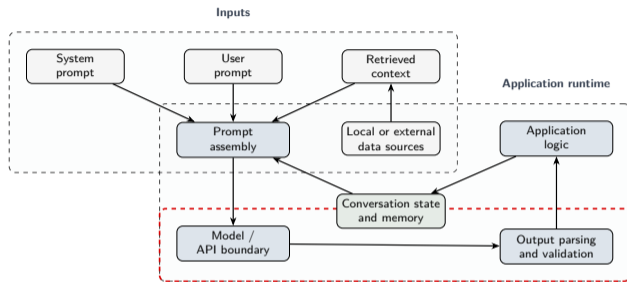 Inputs
System
prompt
User
prompt
Retrieved
context
Application runtime
Prompt
assembly
Local or external
data sources
Application
logic
Conversation state
and memory
Model /
API boundary
Output parsing
and validation